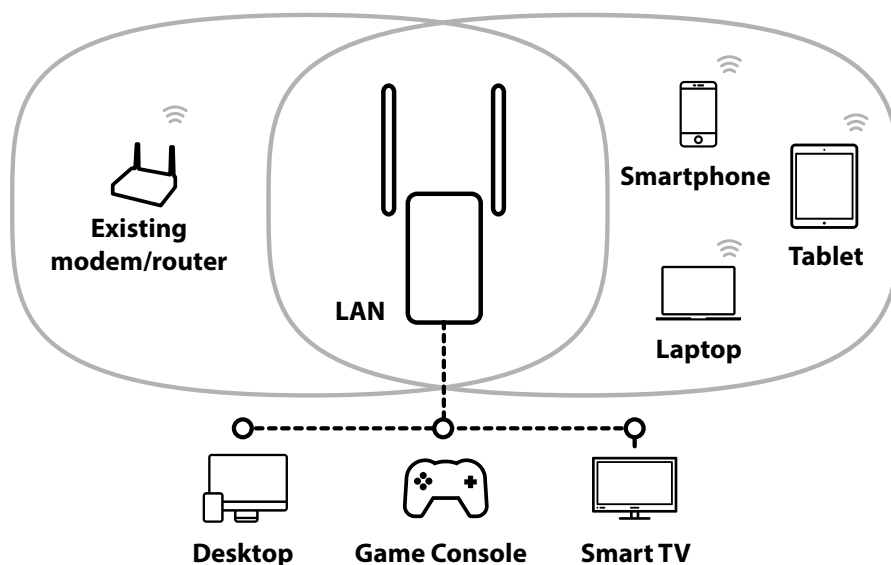 Smartphone
Existing
modem/router
Tablet
LAN
Laptop
Desktop
Game Console
Smart TV